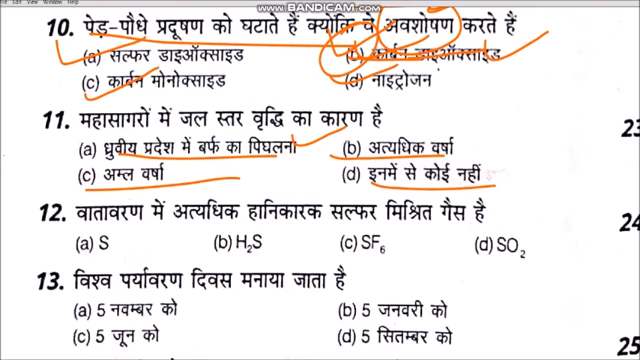 www.BANDICAM.com
10. पेड़-पौधे प्रदूषण को घटाते हैं क्योंकि वे अवशोषण करते हैं
(a) सल्फर डाइऑक्साइड (b) कार्बन डाइऑक्साइड
(c) कार्बन मोनोक्साइड (d) नाइट्रोजन
11. महासागरों में जल स्तर वृद्धि का कारण है
(a) ध्रुवीय प्रदेश में बर्फ का पिघलना (b) अत्यधिक वर्षा
(c) अम्ल वर्षा (d) इनमें से कोई नहीं
23
12. वातावरण में अत्यधिक हानिकारक सल्फर मिश्रित गैस है
24
(a) S (b) H₂S (c) SF₆ (d) SO₂
13. विश्व पर्यावरण दिवस मनाया जाता है
(a) 5 नवम्बर को (b) 5 जनवरी को
(c) 5 जून को (d) 5 सितम्बर को
25